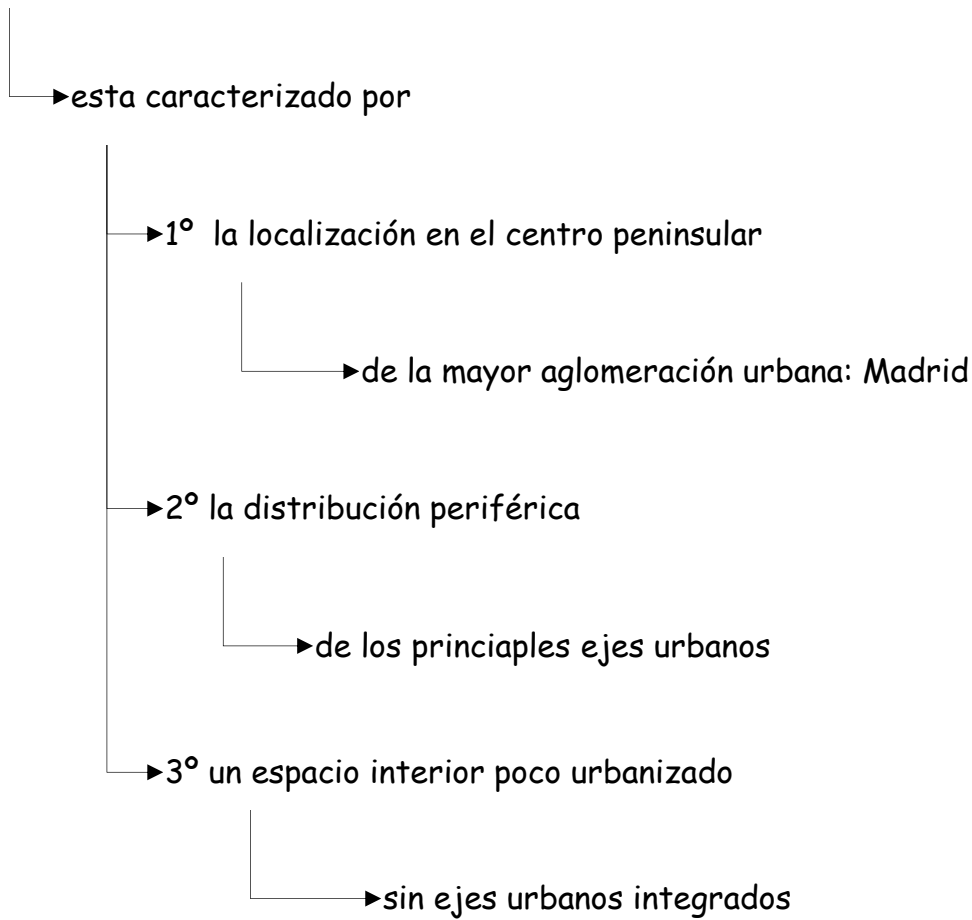 esta caracterizado por
1º la localización en el centro peninsular
de la mayor aglomeración urbana: Madrid
2º la distribución periférica
de los princiaples ejes urbanos
3º un espacio interior poco urbanizado
sin ejes urbanos integrados